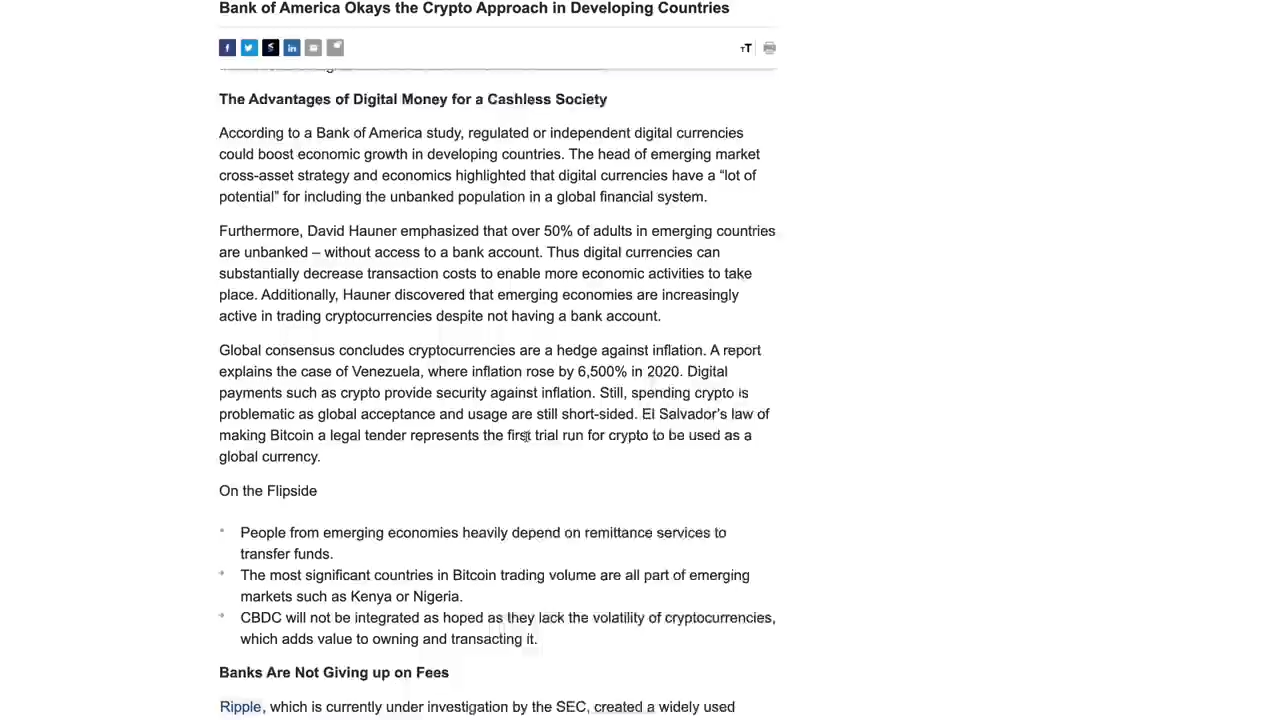 Bank of America Okays the Crypto Approach in Developing Countries
f
in
TT
The Advantages of Digital Money for a Cashless Society
According to a Bank of America study, regulated or independent digital currencies
could boost economic growth in developing countries. The head of emerging market
cross-asset strategy and economics highlighted that digital currencies have a “lot of
potential” for including the unbanked population in a global financial system.
Furthermore, David Hauner emphasized that over 50% of adults in emerging countries
are unbanked – without access to a bank account. Thus digital currencies can
substantially decrease transaction costs to enable more economic activities to take
place. Additionally, Hauner discovered that emerging economies are increasingly
active in trading cryptocurrencies despite not having a bank account.
Global consensus concludes cryptocurrencies are a hedge against inflation. A report
explains the case of Venezuela, where inflation rose by 6,500% in 2020. Digital
payments such as crypto provide security against inflation. Still, spending crypto is
problematic as global acceptance and usage are still short-sided. El Salvador’s law of
making Bitcoin a legal tender represents the first trial run for crypto to be used as a
global currency.
On the Flipside
People from emerging economies heavily depend on remittance services to
transfer funds.
The most significant countries in Bitcoin trading volume are all part of emerging
markets such as Kenya or Nigeria.
CBDC will not be integrated as hoped as they lack the volatility of cryptocurrencies,
which adds value to owning and transacting it.
Banks Are Not Giving up on Fees
Ripple, which is currently under investigation by the SEC, created a widely used